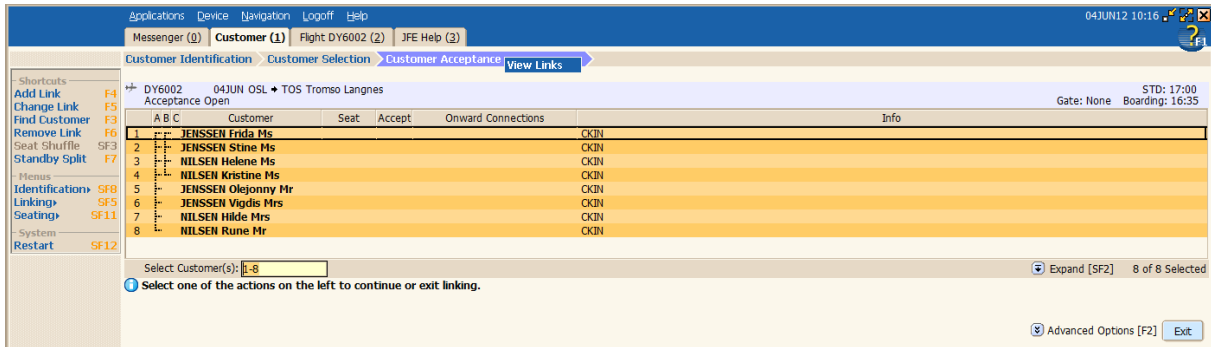 Applications Device Navigation Logoff Help 04JUN12 10:16
Messenger (0) Customer (1) Flight DY6002 (2) JFE Help (3) ?F1
Customer Identification Customer Selection Customer Acceptance View Links
Shortcuts
Add Link F4
Change Link F5
Find Customer F3
Remove Link F6
Seat Shuffle SF3
Standby Split F7
Menus
Identification SF8
Linking SF5
Seating SF11
System
Restart SF12
DY6002 04JUN OSL TOS Tromso Langnes STD: 17:00
Acceptance Open Gate: None Boarding: 16:35
A B C Customer Seat Accept Onward Connections Info
1 JENSSEN Frida Ms CKIN
2 JENSSEN Stine Ms CKIN
3 NILSEN Helene Ms CKIN
4 NILSEN Kristine Ms CKIN
5 JENSSEN Olejonny Mr CKIN
6 JENSSEN Vigdis Mrs CKIN
7 NILSEN Hilde Mrs CKIN
8 NILSEN Rune Mr CKIN
Select Customer(s): 1-8 Expand [SF2] 8 of 8 Selected
Select one of the actions on the left to continue or exit linking.
Advanced Options [F2] Exit